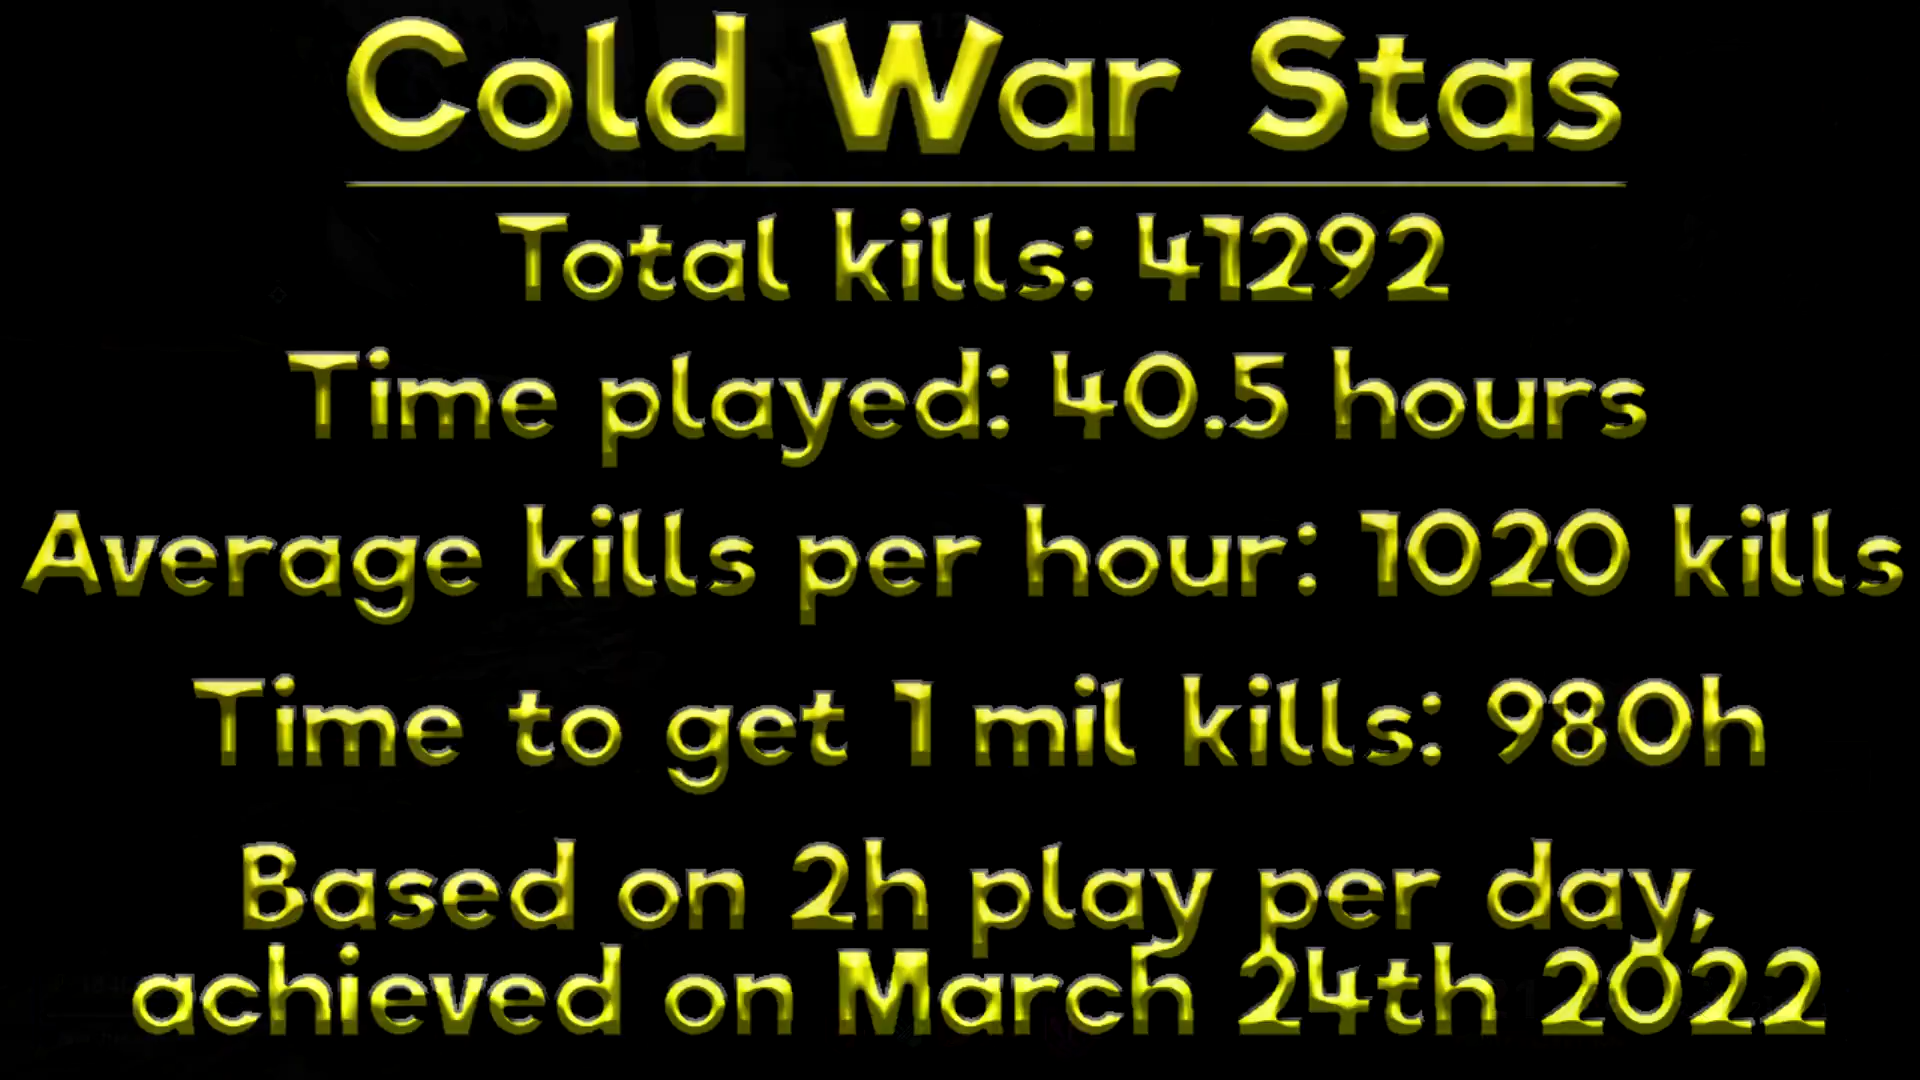 Cold War Stas
Total kills: 41292
Time played: 40.5 hours
Average kills per hour: 1020 kills
Time to get 1 mil kills: 980h
Based on 2h play per day,
achieved on March 24th 2022